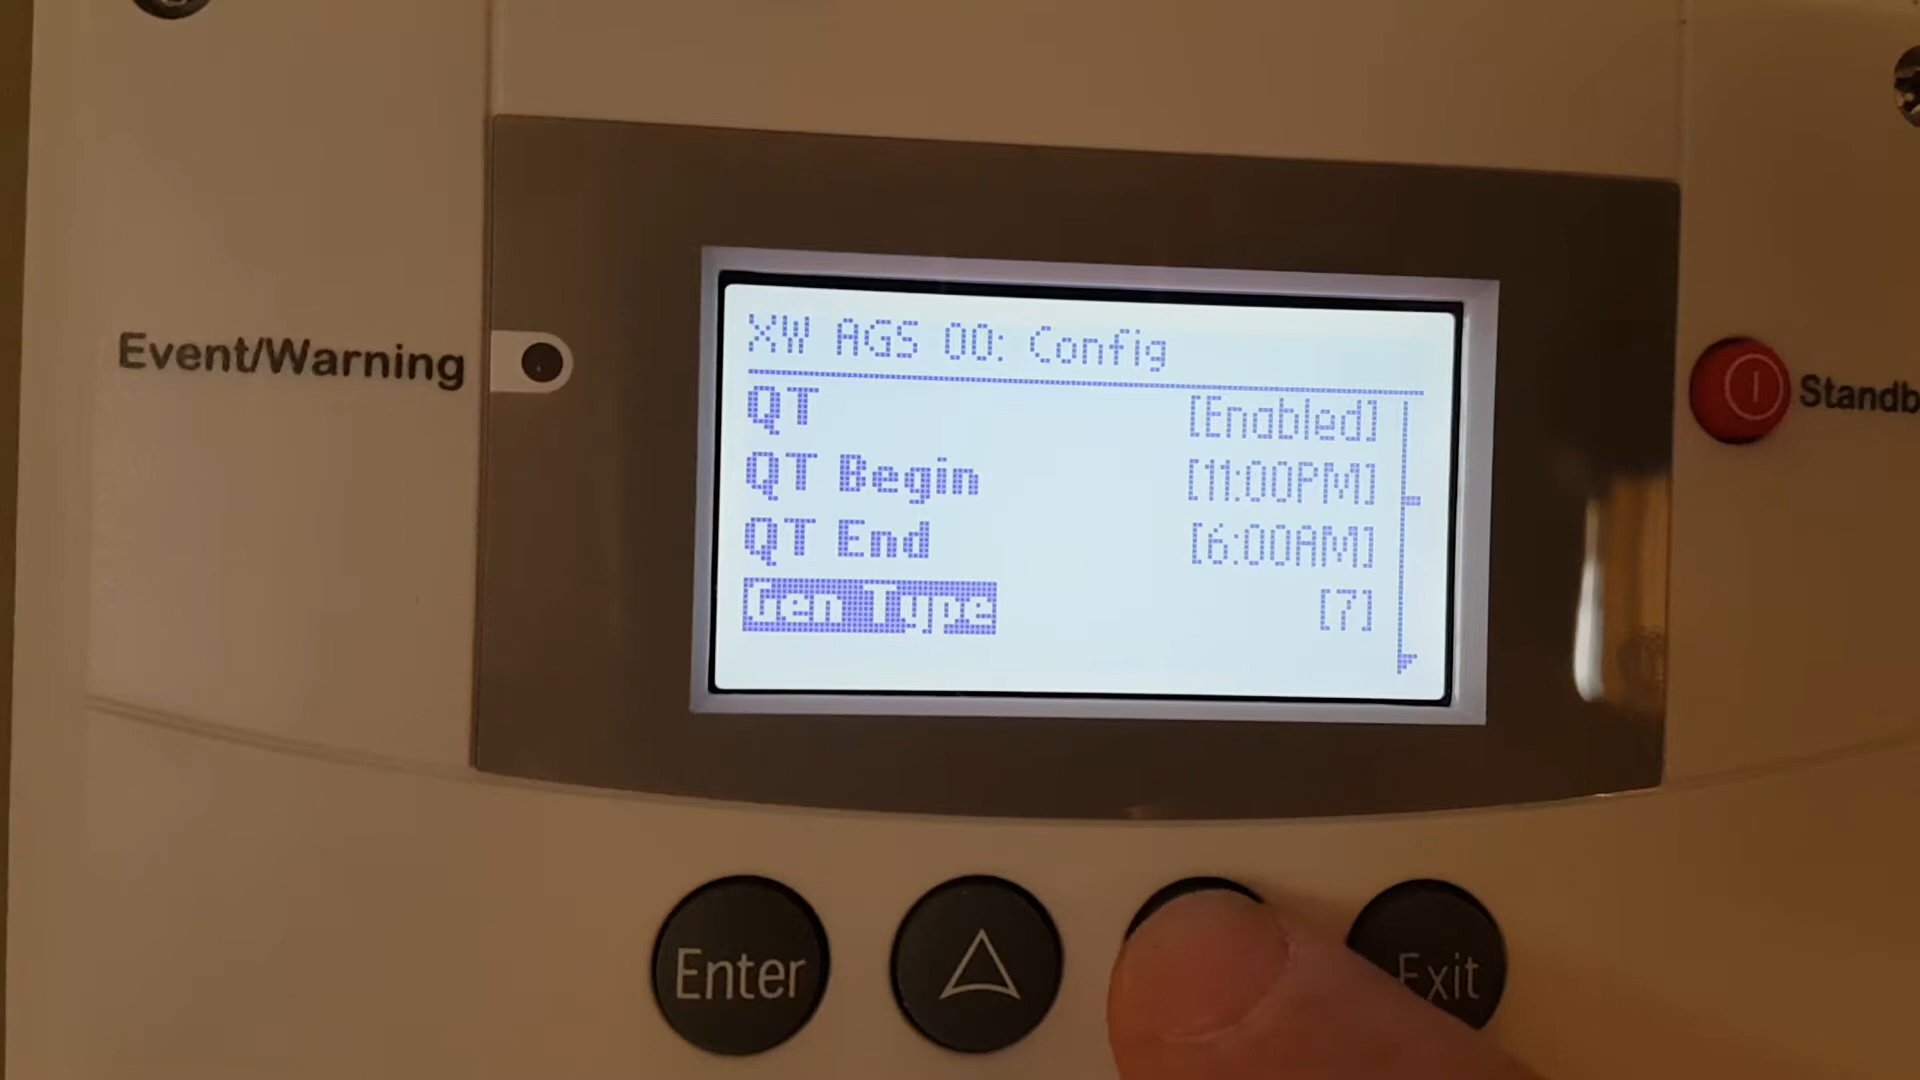 XW AGS 00: Config
QT [Enabled]
QT Begin [11:00PM]
QT End [6:00AM]
Gen Type [7]
Event/Warning
Standb
Enter
Exit